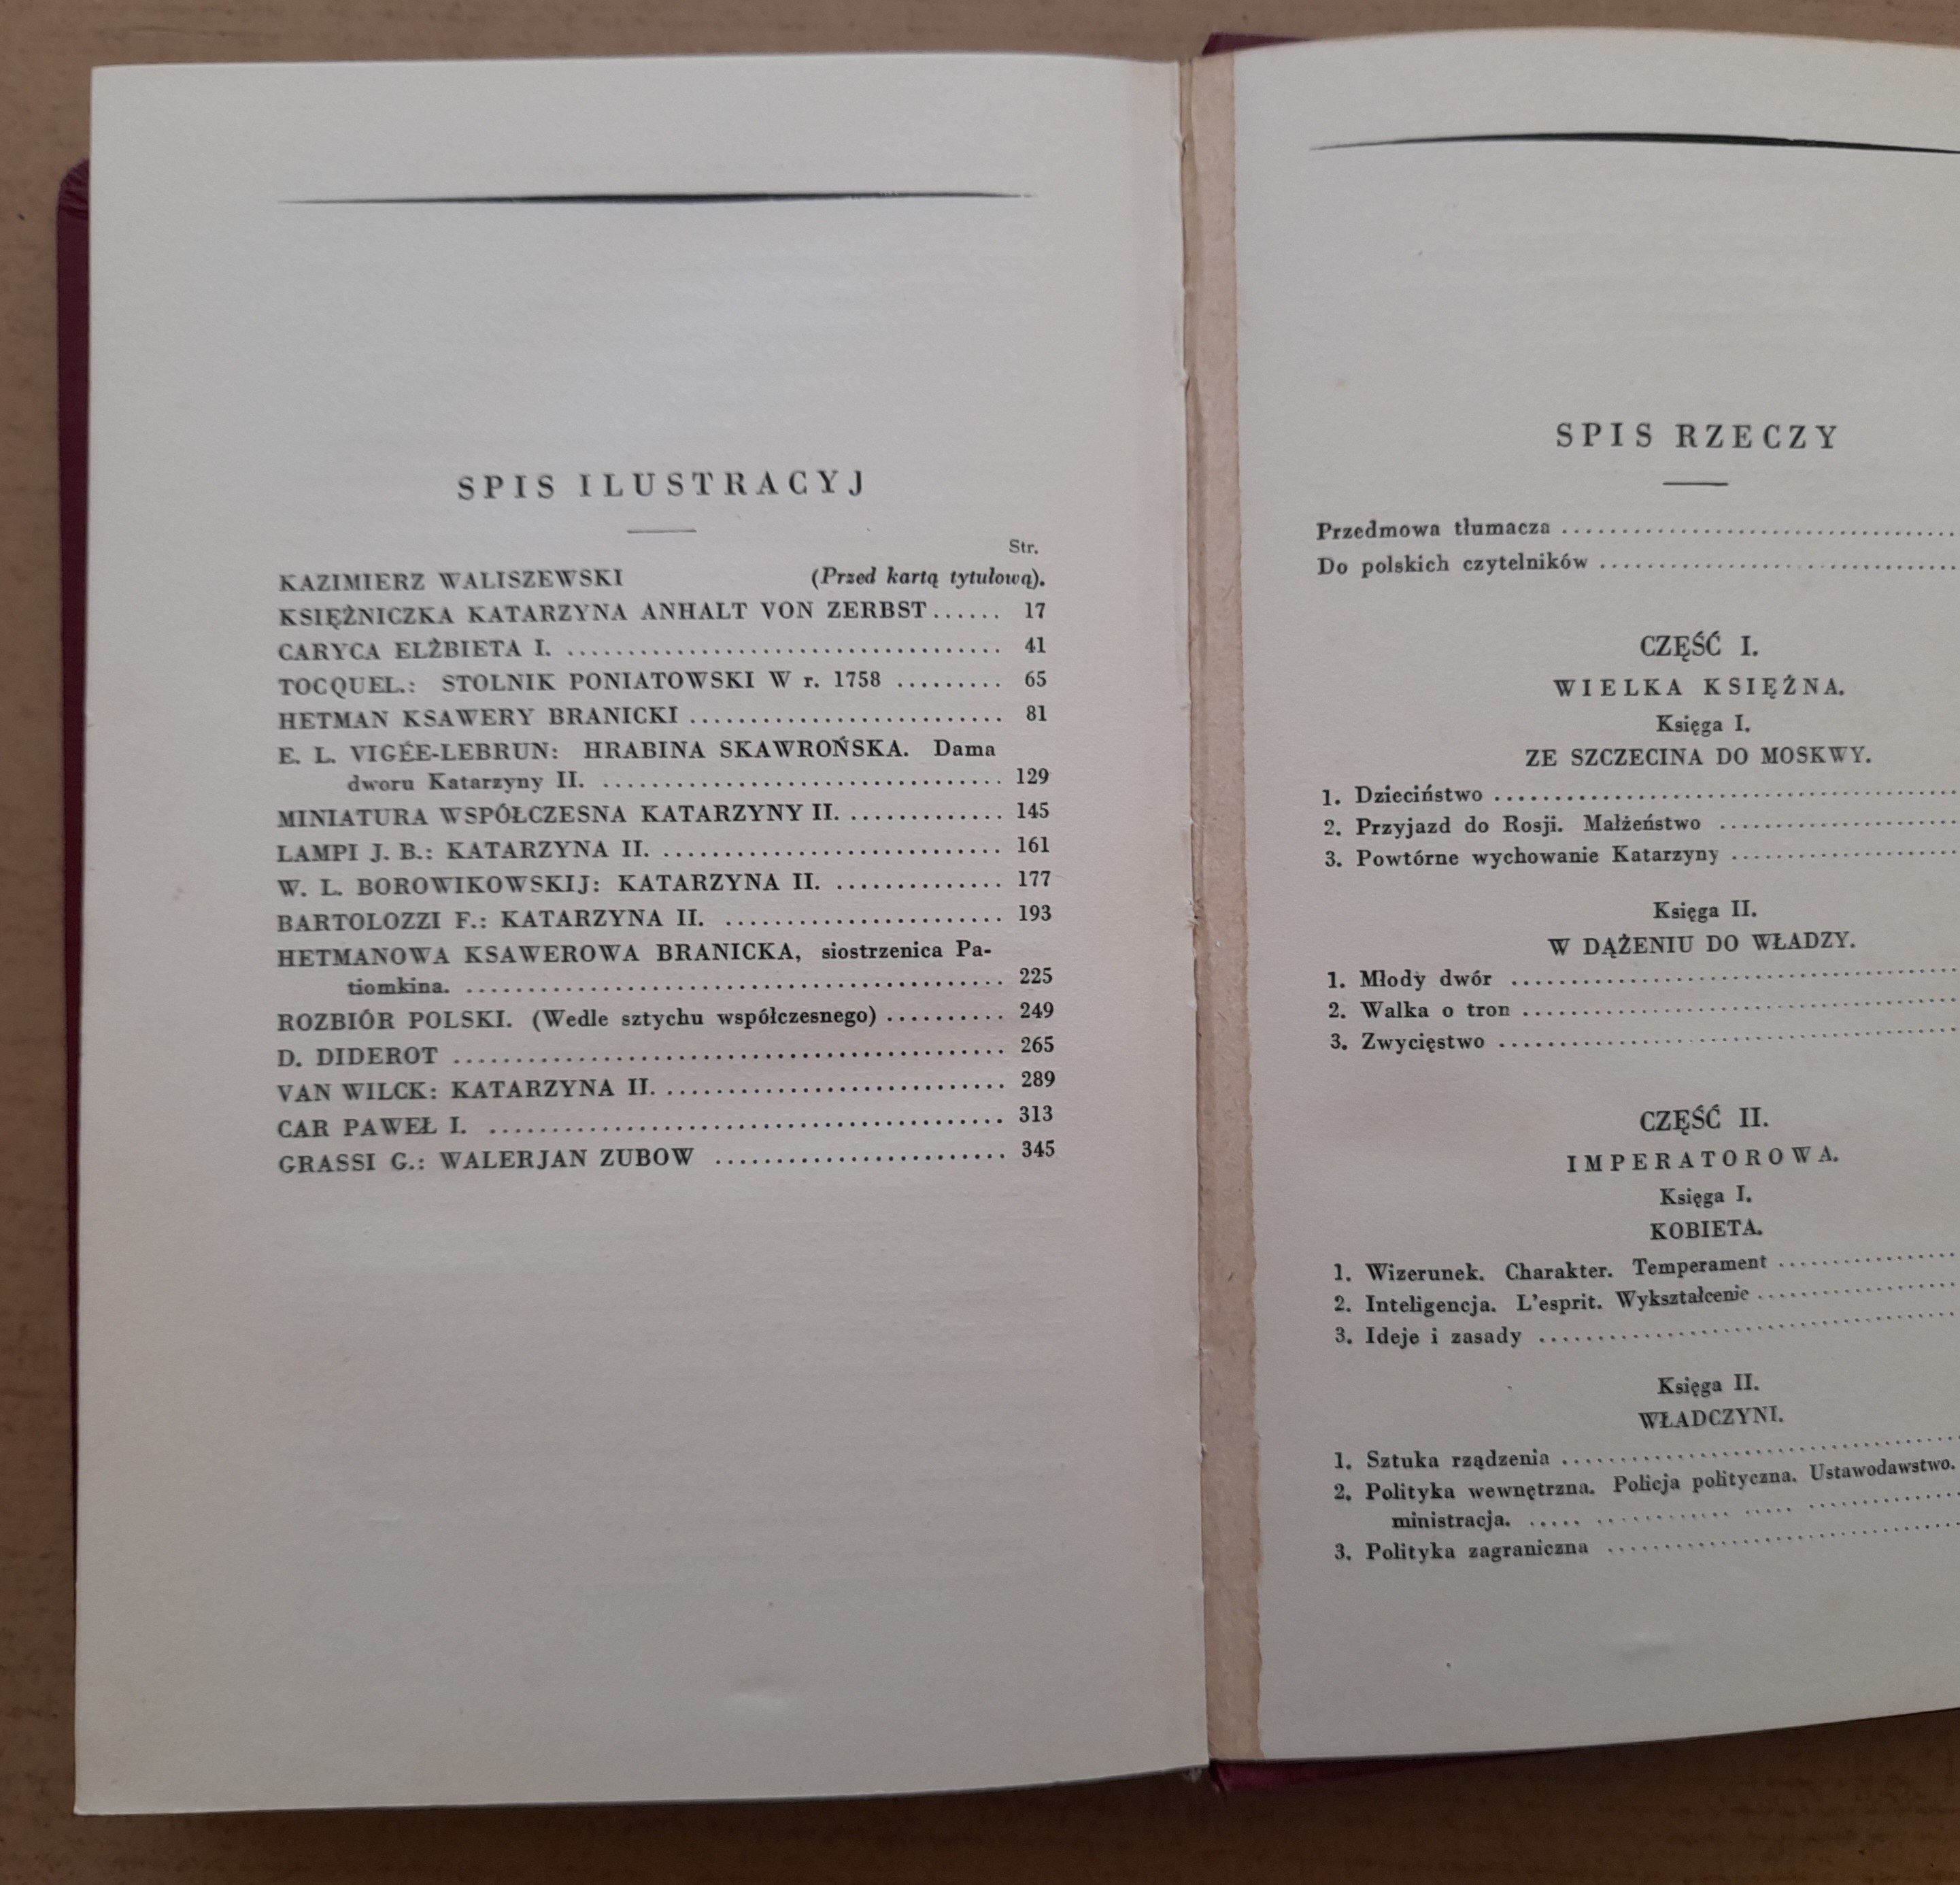 SPIS ILUSTRACYJ
Str.
KAZIMIERZ WALISZEWSKI (Przed kartą tytułową).
KSIĘŻNICZKA KATARZYNA ANHALT VON ZERBST...... 17
CARYCA ELŻBIETA I. ..................................... 41
TOCQUEL.: STOLNIK PONIATOWSKI W r. 1758 ......... 65
HETMAN KSAWERY BRANICKI ........................... 81
E. L. VIGÉE-LEBRUN: HRABINA SKAWROŃSKA. Dama
dworu Katarzyny II. .................................. 129
MINIATURA WSPÓŁCZESNA KATARZYNY II. ............. 145
LAMPI J. B.: KATARZYNA II. ............................. 161
W. L. BOROWIKOWSKIJ: KATARZYNA II. .............. 177
BARTOLOZZI F.: KATARZYNA II. ........................ 193
HETMANOWA KSAWEROWA BRANICKA, siostrzenica Pa-
tiomkina. .............................................. 225
ROZBIÓR POLSKI. (Wedle sztychu współczesnego) .......... 249
D. DIDEROT ............................................... 265
VAN WILCK: KATARZYNA II. ............................. 289
CAR PAWEŁ I. ............................................ 313
GRASSI G.: WALERJAN ZUBOW ......................... 345
SPIS RZECZY
Przedmowa tłumacza ..................................
Do polskich czytelników ...............................
CZĘŚĆ I.
WIELKA KSIĘŻNA.
Księga I.
ZE SZCZECINA DO MOSKWY.
1. Dzieciństwo ........................................
2. Przyjazd do Rosji. Małżeństwo .....................
3. Powtórne wychowanie Katarzyny ....................
Księga II.
W DĄŻENIU DO WŁADZY.
1. Młody dwór .......................................
2. Walka o tron ......................................
3. Zwycięstwo ........................................
CZĘŚĆ II.
IMPERATOROWA.
Księga I.
KOBIETA.
1. Wizerunek. Charakter. Temperament ................
2. Inteligencja. L'esprit. Wykształcenie ..................
3. Ideje i zasady .....................................
Księga II.
WŁADCZYNI.
1. Sztuka rządzenia ...................................
2. Polityka wewnętrzna. Policja polityczna. Ustawodawstwo.
ministracja. ..........................................
3. Polityka zagraniczna ................................